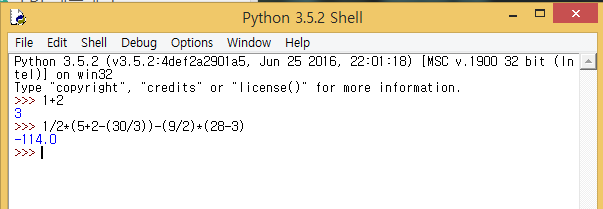 Python 3.5.2 Shell
File Edit Shell Debug Options Window Help
Python 3.5.2 (v3.5.2:4def2a2901a5, Jun 25 2016, 22:01:18) [MSC v.1900 32 bit (In
tel)] on win32
Type "copyright", "credits" or "license()" for more information.
>>> 1+2
3
>>> 1/2*(5+2-(30/3))-(9/2)*(28-3)
-114.0
>>>